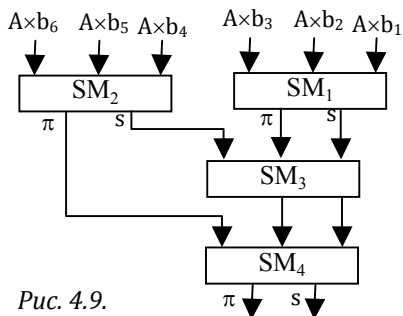 A×b₆ A×b₅ A×b₄ A×b₃ A×b₂ A×b₁
SM₂ SM₁
π s π s
SM₃
SM₄
Рис. 4.9. π s